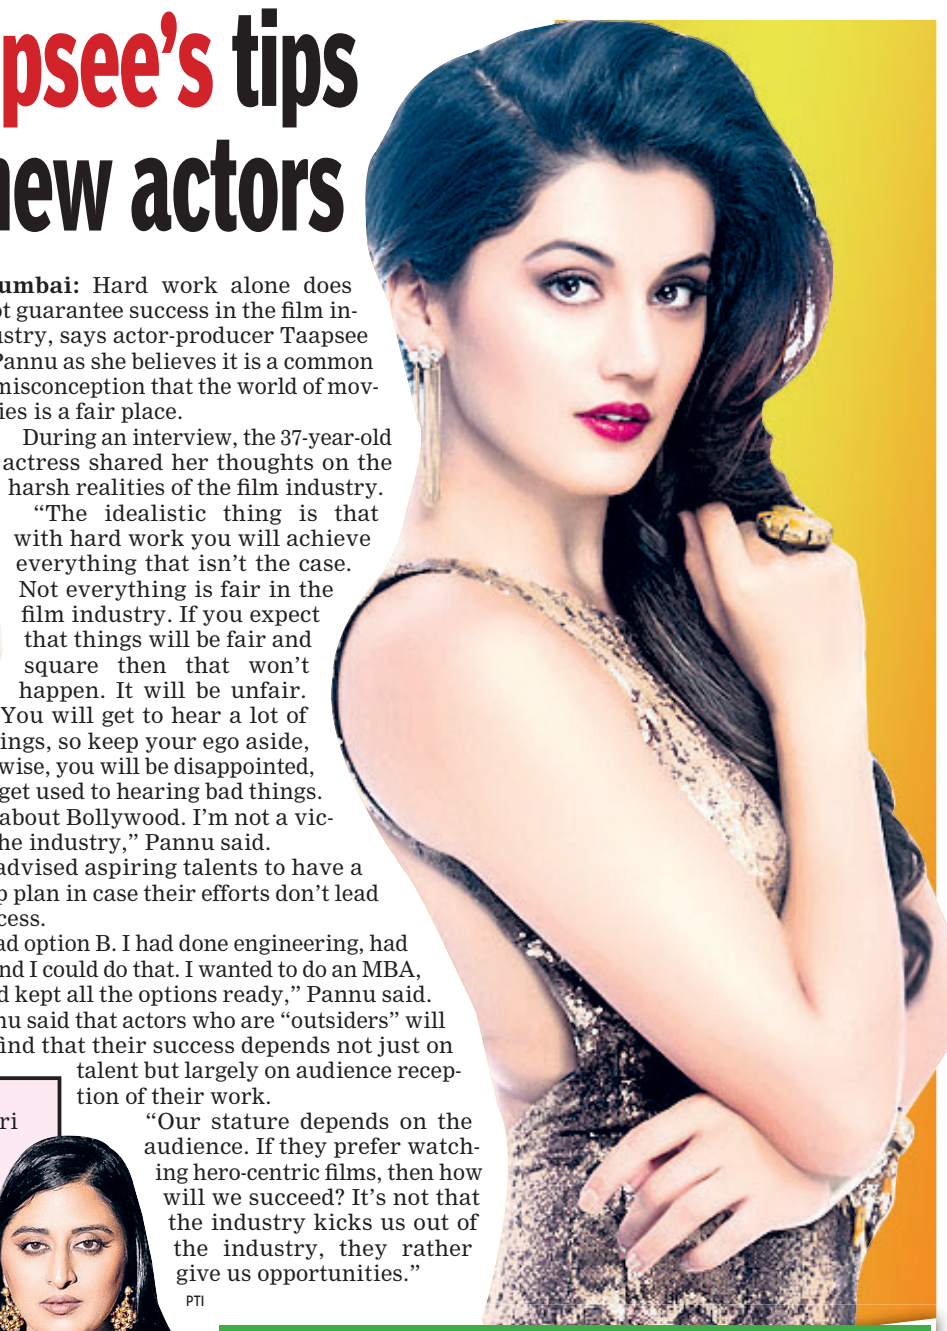 psee’s tips
new actors
umbai: Hard work alone does
ot guarantee success in the film in-
ustry, says actor-producer Taapsee
Pannu as she believes it is a common
misconception that the world of mov-
ies is a fair place.
During an interview, the 37-year-old
actress shared her thoughts on the
harsh realities of the film industry.
“The idealistic thing is that
with hard work you will achieve
everything that isn’t the case.
Not everything is fair in the
film industry. If you expect
that things will be fair and
square then that won’t
happen. It will be unfair.
You will get to hear a lot of
ings, so keep your ego aside,
wise, you will be disappointed,
get used to hearing bad things.
about Bollywood. I’m not a vic-
he industry,” Pannu said.
advised aspiring talents to have a
p plan in case their efforts don’t lead
cess.
ad option B. I had done engineering, had
nd I could do that. I wanted to do an MBA,
d kept all the options ready,” Pannu said.
nu said that actors who are “outsiders” will
find that their success depends not just on
talent but largely on audience recep-
tion of their work.
“Our stature depends on the
audience. If they prefer watch-
ing hero-centric films, then how
will we succeed? It’s not that
the industry kicks us out of
the industry, they rather
give us opportunities.”
PTI
ri